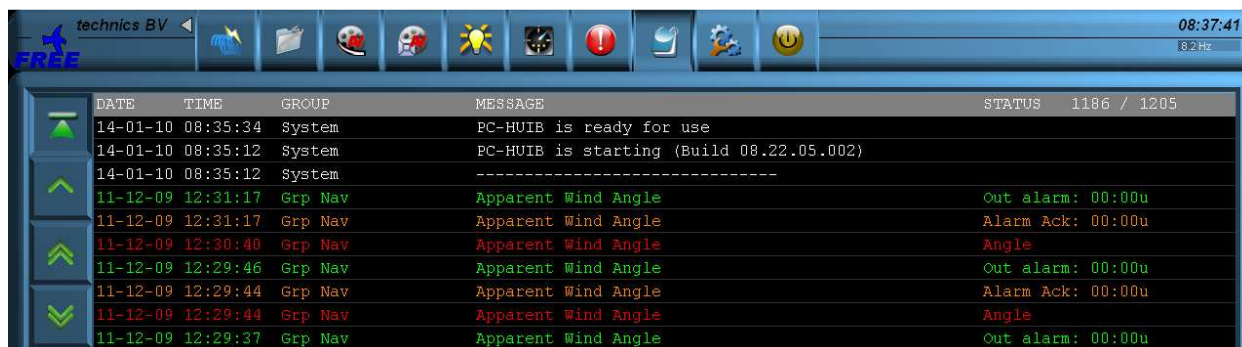 technics BV
FREE
08:37:41
8.2 Hz
DATE TIME GROUP MESSAGE STATUS 1186 / 1205
14-01-10 08:35:34 System PC-HUIB is ready for use
14-01-10 08:35:12 System PC-HUIB is starting (Build 08.22.05.002)
14-01-10 08:35:12 System -------------------------------
11-12-09 12:31:17 Grp Nav Apparent Wind Angle Out alarm: 00:00u
11-12-09 12:31:17 Grp Nav Apparent Wind Angle Alarm Ack: 00:00u
11-12-09 12:30:40 Grp Nav Apparent Wind Angle Angle
11-12-09 12:29:46 Grp Nav Apparent Wind Angle Out alarm: 00:00u
11-12-09 12:29:44 Grp Nav Apparent Wind Angle Alarm Ack: 00:00u
11-12-09 12:29:44 Grp Nav Apparent Wind Angle Angle
11-12-09 12:29:37 Grp Nav Apparent Wind Angle Out alarm: 00:00u